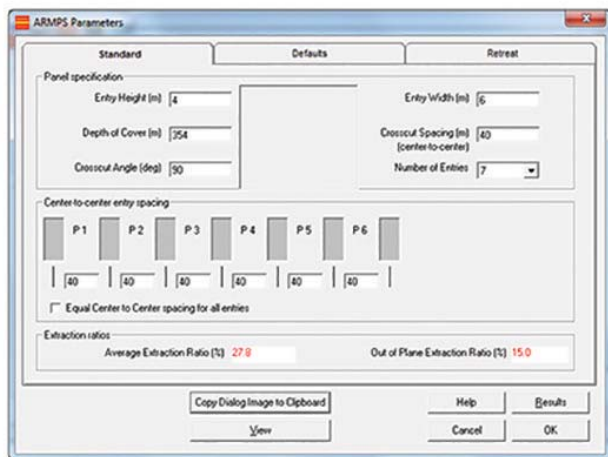 ARMPS Parameters
Standard Defaults Retreat
Panel specification
Entry Height (m) 4 Entry Width (m) 6
Depth of Cover (m) 354 Crosscut Spacing (m) 40
(center-to-center)
Crosscut Angle (deg) 90 Number of Entries 7
Center-to-center entry spacing
P 1 P 2 P 3 P 4 P 5 P 6
40 40 40 40 40 40
Equal Center to Center spacing for all entries
Extraction ratios
Average Extraction Ratio (%) 27.8 Out of Plane Extraction Ratio (%) 15.0
Copy Dialog Image to Clipboard Help Results
View Cancel OK